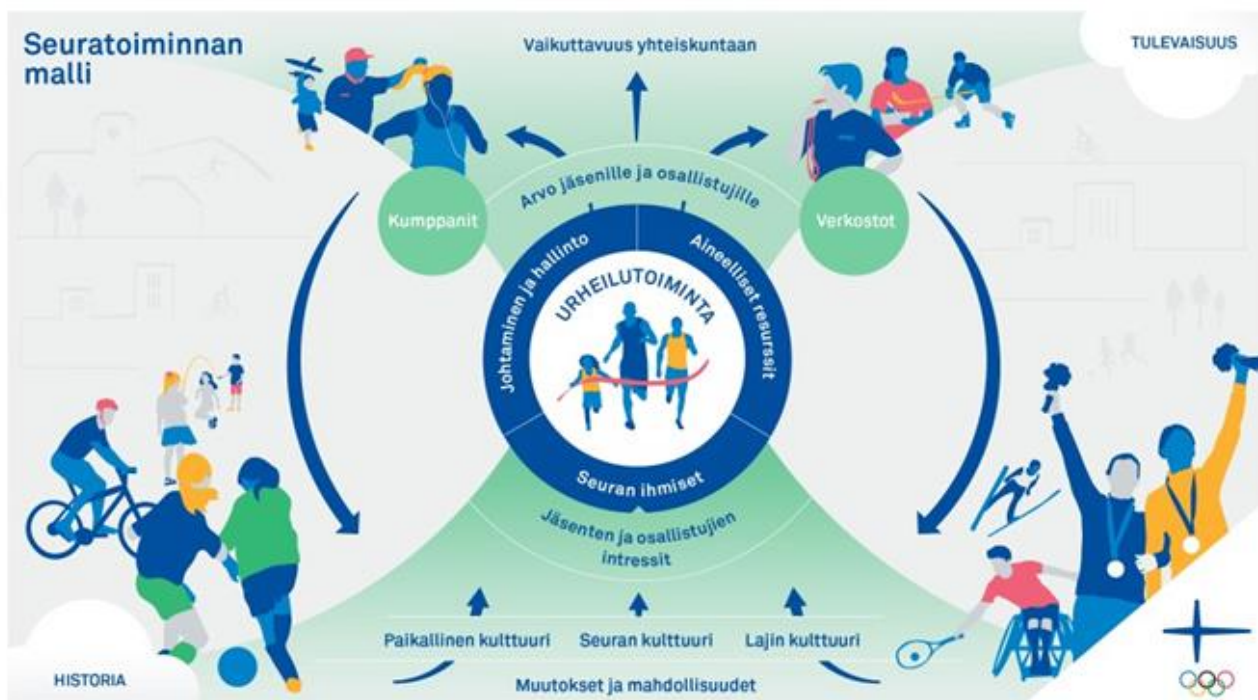 Seuratoiminnan
malli
Vaikuttavuus yhteiskuntaan
TULEVAISUUS
Arvo jäsenille ja osallistujille
Kumppanit
Verkostot
Johtaminen ja hallinto
Aineelliset resurssit
URHEILUTOIMINTA
Seuran ihmiset
Jäsenten ja osallistujien
intressit
Paikallinen kulttuuri
Seuran kulttuuri
Lajin kulttuuri
HISTORIA
Muutokset ja mahdollisuudet